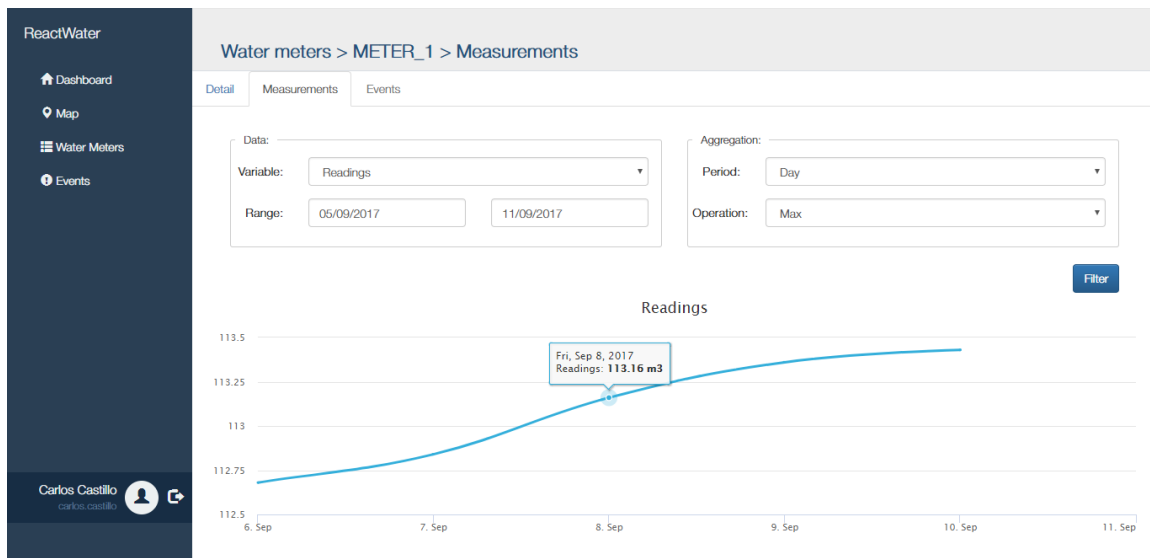 ReactWater
Dashboard
Map
Water Meters
Events
Carlos Castillo
carlos.castillo
Water meters > METER_1 > Measurements
Detail Measurements Events
Data:
Variable: Readings
Range: 05/09/2017 11/09/2017
Aggregation:
Period: Day
Operation: Max
Filter
Readings
113.5
113.25
113
112.75
112.5
Fri, Sep 8, 2017
Readings: 113.16 m3
6. Sep 7. Sep 8. Sep 9. Sep 10. Sep 11. Sep